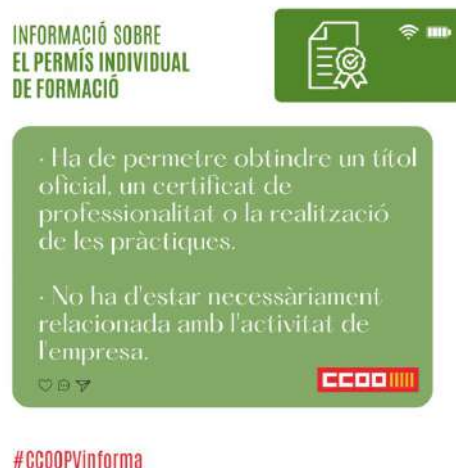 INFORMACIÓ SOBRE
EL PERMÍS INDIVIDUAL
DE FORMACIÓ
· Ha de permetre obtindre un títol
oficial, un certificat de
professionalitat o la realització
de les pràctiques.
· No ha d'estar necessàriament
relacionada amb l'activitat de
l'empresa.
CCOO
#CCOOPVinforma